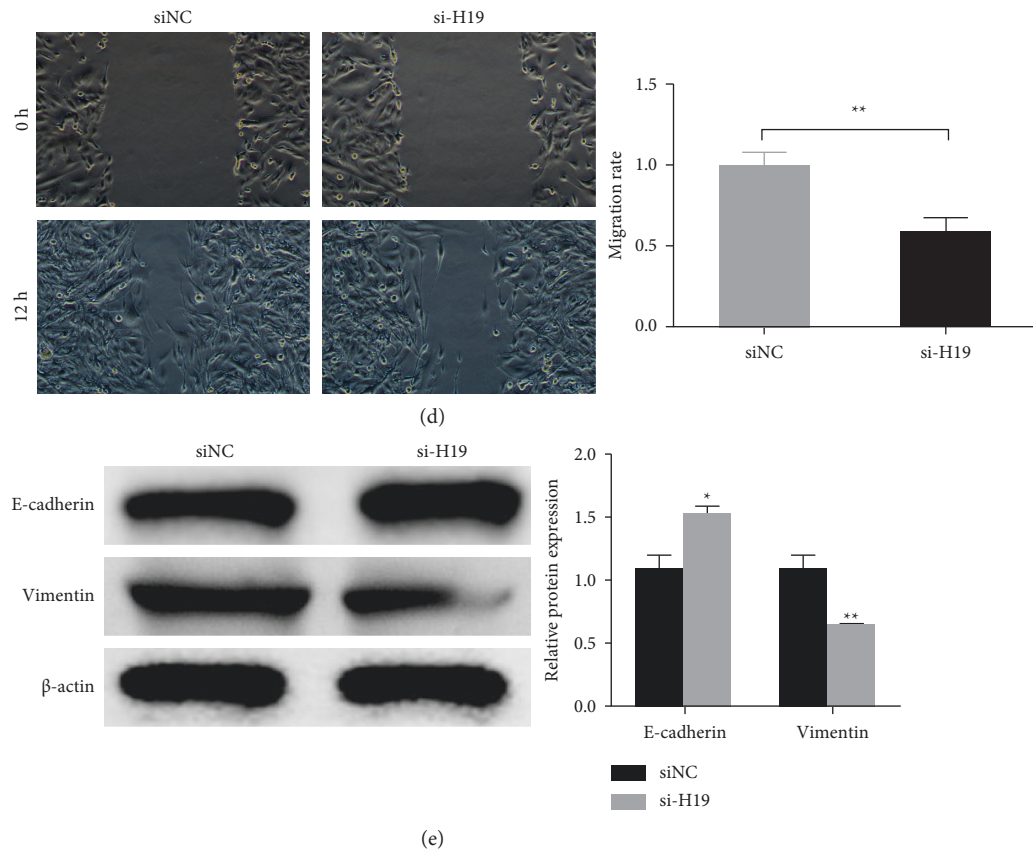 siNC
si-H19
0 h
12 h
Migration rate
1.5
1.0
0.5
0.0
**
siNC
si-H19
(d)
siNC
si-H19
E-cadherin
Vimentin
β-actin
Relative protein expression
2.0
1.5
1.0
0.5
0.0
*
**
E-cadherin
Vimentin
siNC
si-H19
(e)